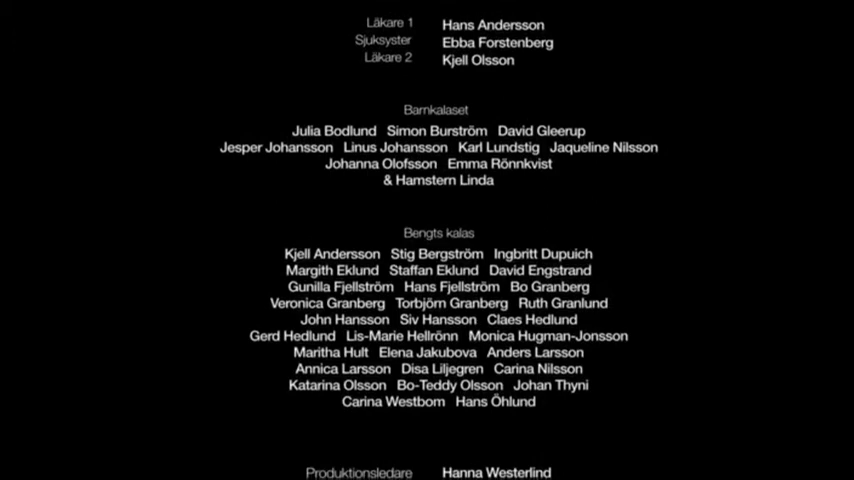 Läkare 1 Hans Andersson
Sjuksyster Ebba Forstenberg
Läkare 2 Kjell Olsson
Barnkalaset
Julia Bodlund Simon Burström David Gleerup
Jesper Johansson Linus Johansson Karl Lundstig Jaqueline Nilsson
Johanna Olofsson Emma Rönnkvist
& Hamstern Linda
Bengts kalas
Kjell Andersson Stig Bergström Ingbritt Dupuich
Margith Eklund Staffan Eklund David Engstrand
Gunilla Fjellström Hans Fjellström Bo Granberg
Veronica Granberg Torbjörn Granberg Ruth Granlund
John Hansson Siv Hansson Claes Hedlund
Gerd Hedlund Lis-Marie Hellrönn Monica Hugman-Jonsson
Maritha Hult Elena Jakubova Anders Larsson
Annica Larsson Disa Liljegren Carina Nilsson
Katarina Olsson Bo-Teddy Olsson Johan Thyni
Carina Westbom Hans Öhlund
Produktionsledare Hanna Westerlind